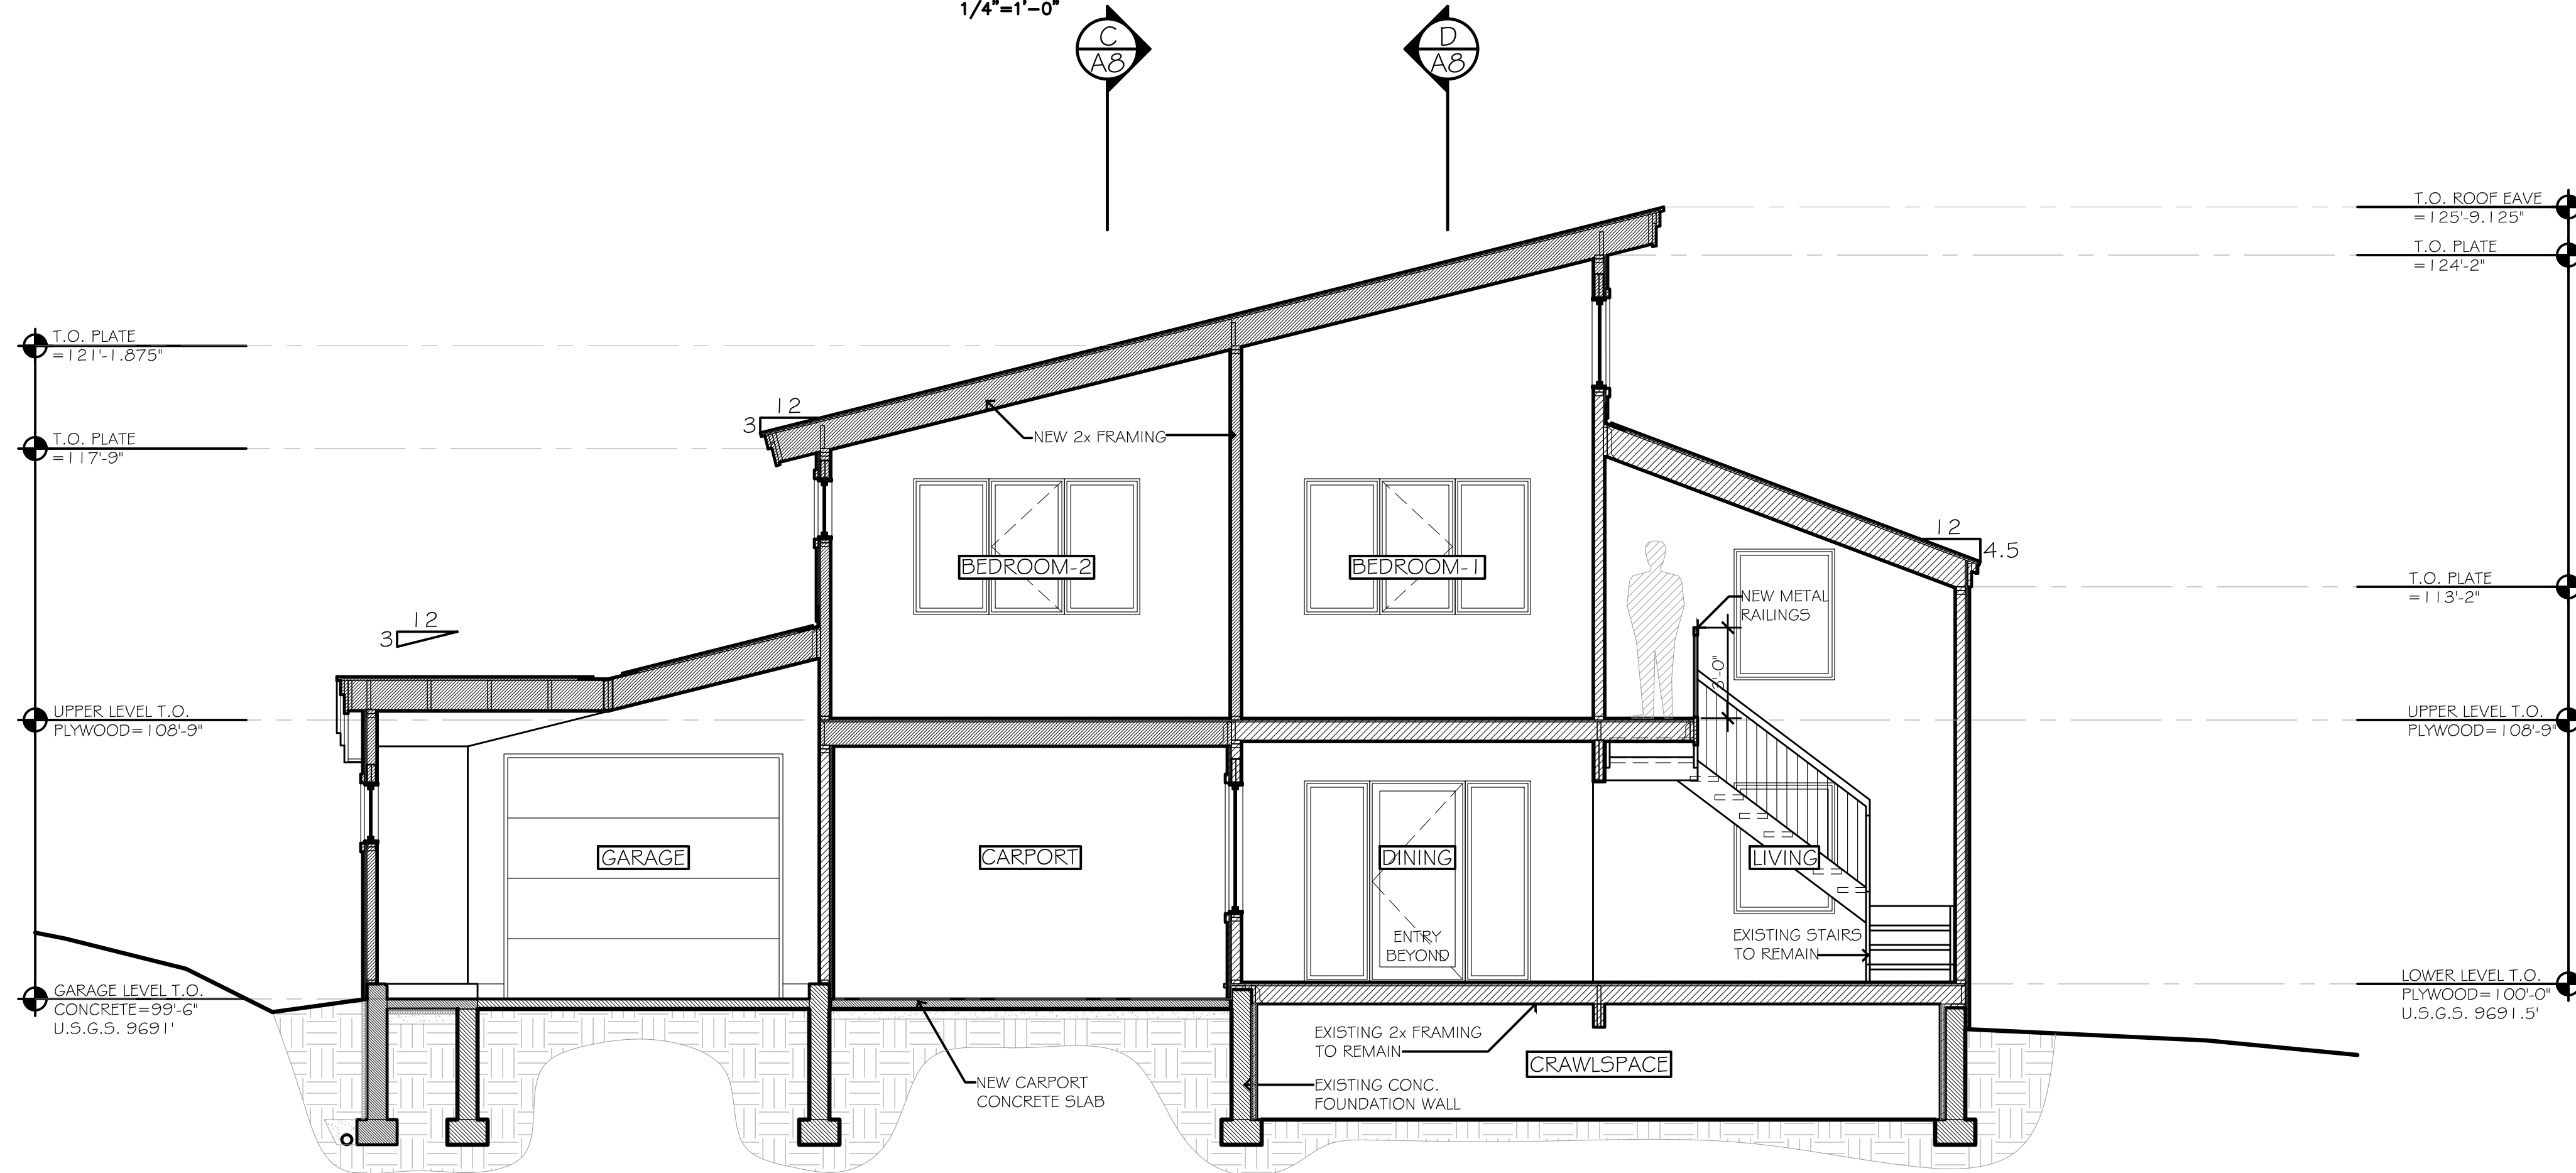 1/4"=1'-0"
C
A8
D
A8
T.O. ROOF EAVE
=125'-9.125"
T.O. PLATE
=124'-2"
T.O. PLATE
=121'-1.875"
T.O. PLATE
=117'-9"
12
3
NEW 2x FRAMING
12
4.5
BEDROOM-2
BEDROOM-1
T.O. PLATE
=113'-2"
NEW METAL
RAILINGS
12
3
3'-0"
UPPER LEVEL T.O.
PLYWOOD=108'-9"
UPPER LEVEL T.O.
PLYWOOD=108'-9"
GARAGE
CARPORT
DINING
LIVING
ENTRY
BEYOND
EXISTING STAIRS
TO REMAIN
GARAGE LEVEL T.O.
CONCRETE=99'-6"
U.S.G.S. 9691'
LOWER LEVEL T.O.
PLYWOOD=100'-0"
U.S.G.S. 9691.5'
EXISTING 2x FRAMING
TO REMAIN
CRAWLSPACE
NEW CARPORT
CONCRETE SLAB
EXISTING CONC.
FOUNDATION WALL